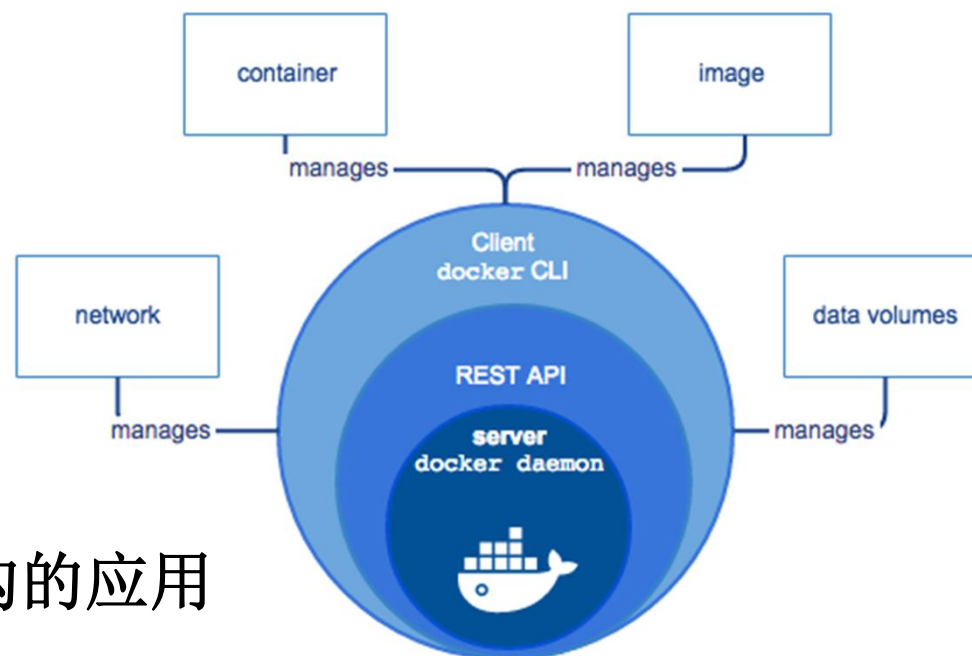 container
image
manages
manages
Client
docker CLI
network
data volumes
REST API
manages
manages
server
docker daemon
的应用